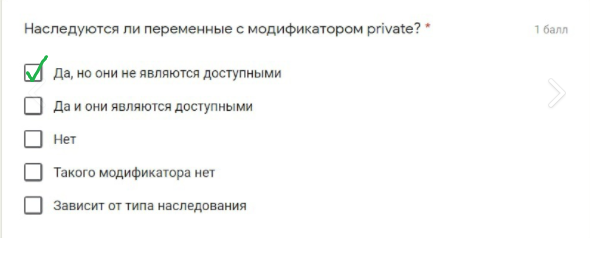 Наследуются ли переменные с модификатором private? *
1 балл
Да, но они не являются доступными
Да и они являются доступными
Нет
Такого модификатора нет
Зависит от типа наследования